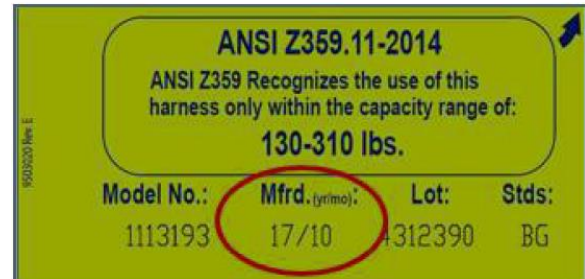 ANSI Z359.11-2014
ANSI Z359 Recognizes the use of this
harness only within the capacity range of:
130-310 lbs.
9503020 Rev. E
Model No.: Mfrd.(yr/mo): Lot: Stds:
1113193 17/10 4312390 BG